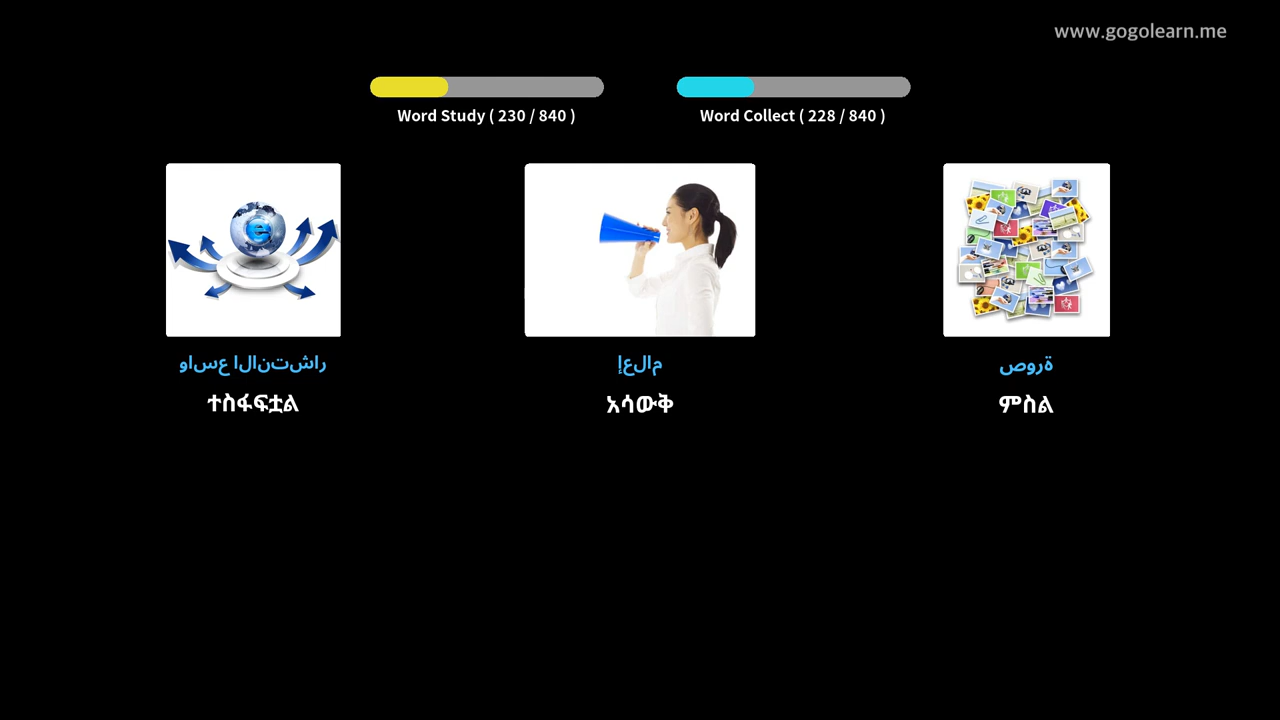 www.gogolearn.me
Word Study ( 230 / 840 )
Word Collect ( 228 / 840 )
واسع الانتشار
إعلام
صورة
ተስፋፍቷል
አሳውቅ
ምስል